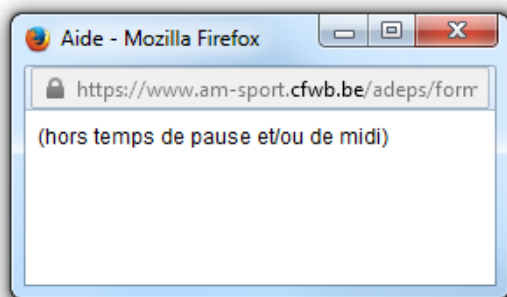 Aide - Mozilla Firefox
https://www.am-sport.cfwb.be/adeps/form
(hors temps de pause et/ou de midi)